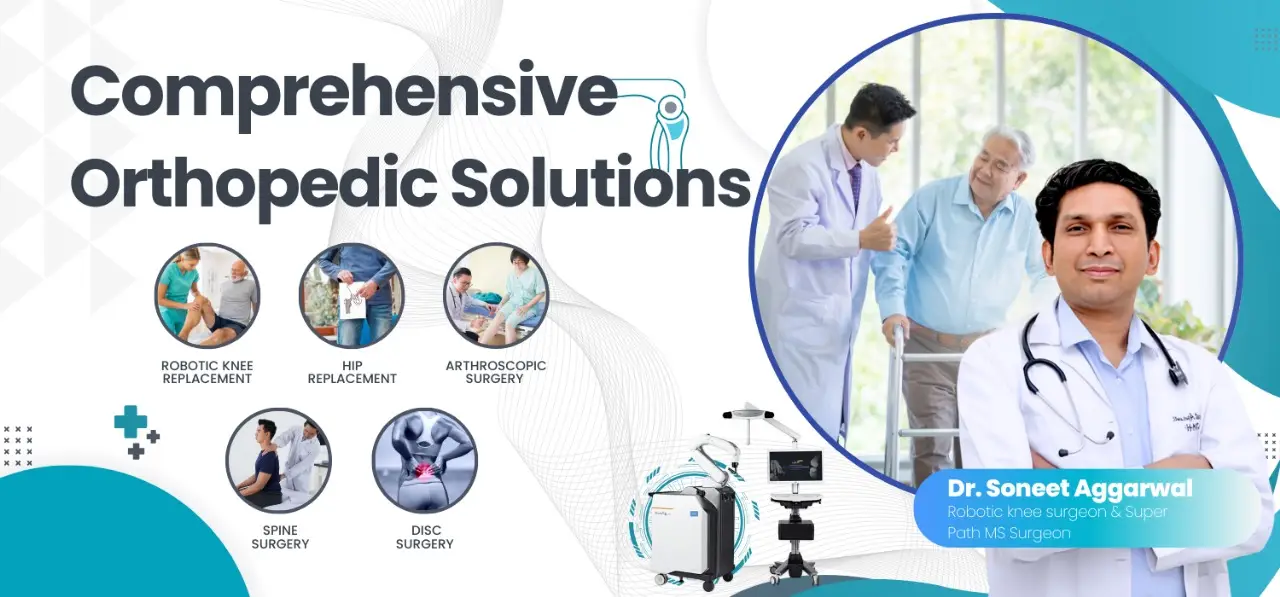 Comprehensive
Orthopedic Solutions
ROBOTIC KNEE
REPLACEMENT
HIP
REPLACEMENT
ARTHROSCOPIC
SURGERY
SPINE
SURGERY
DISC
SURGERY
Dr. Soneet Aggarwal
Robotic knee surgeon & Super
Path MS Surgeon